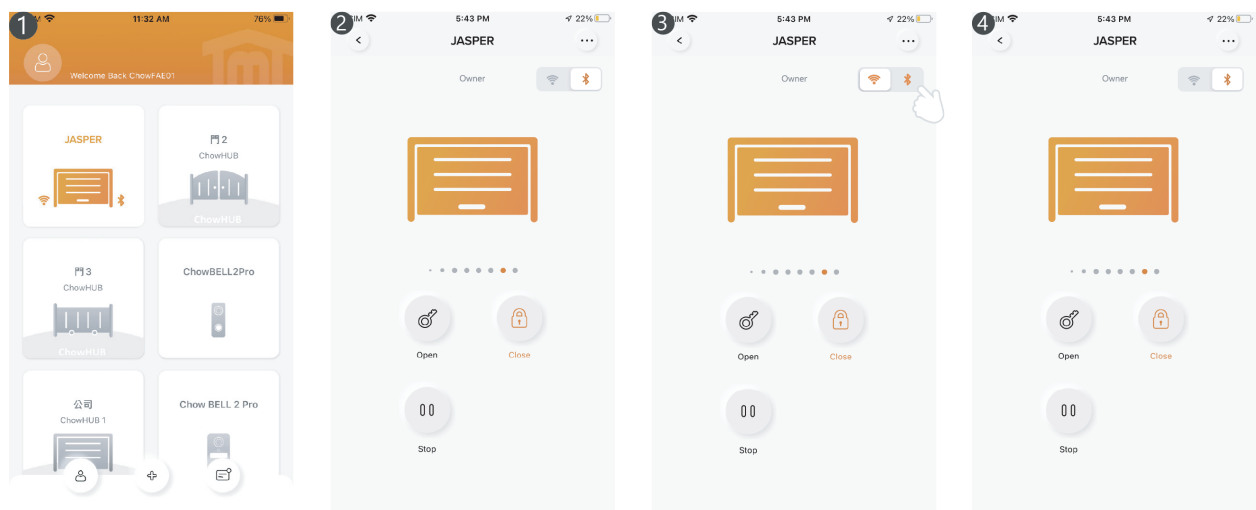 1
11:32 AM
76%
Welcome Back ChowFAE01
JASPER
門 2
ChowHUB
ChowHUB
門 3
ChowHUB
ChowHUB
ChowBELL2Pro
公司
ChowHUB 1
Chow BELL 2 Pro
2
5:43 PM
22%
JASPER
Owner
Open
Close
Stop
3
5:43 PM
22%
JASPER
Owner
Open
Close
Stop
4
5:43 PM
22%
JASPER
Owner
Open
Close
Stop